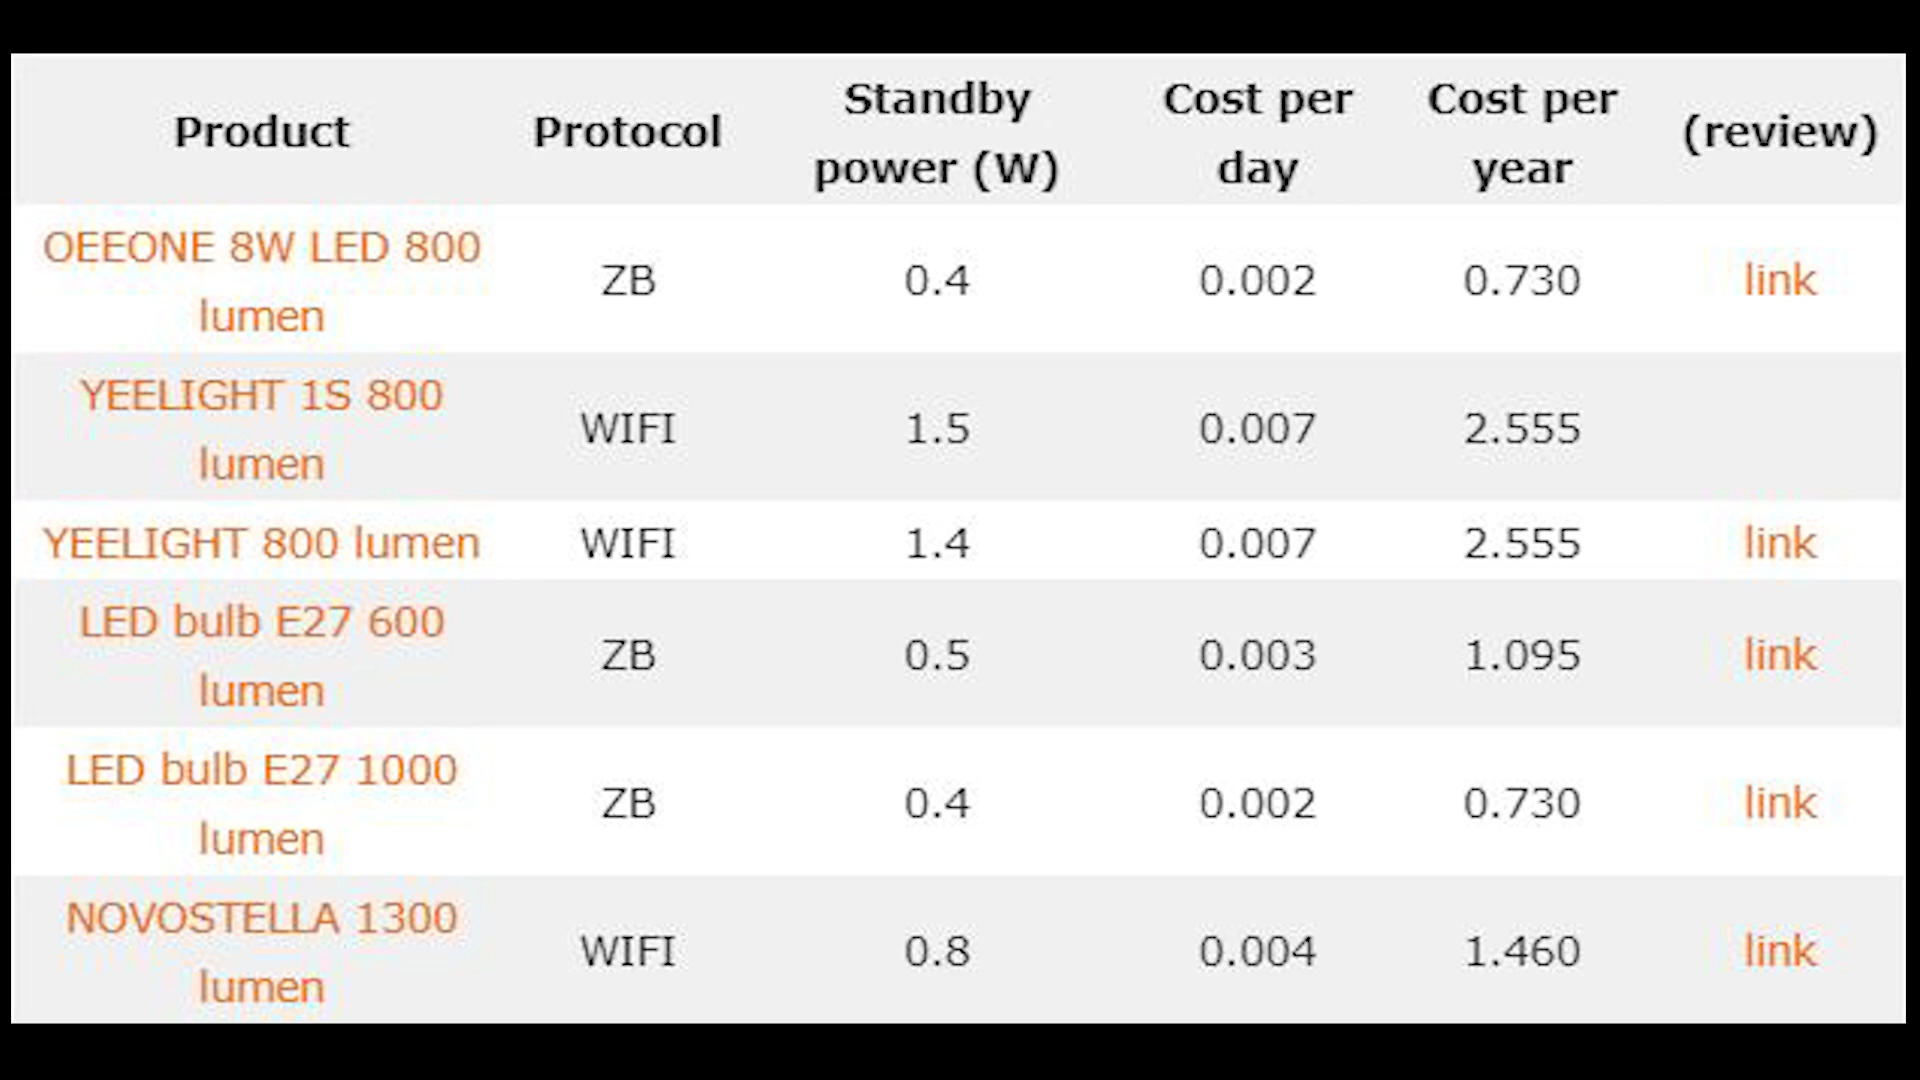 Product Protocol Standby power (W) Cost per day Cost per year (review)
OEEONE 8W LED 800 lumen ZB 0.4 0.002 0.730 link
YEELIGHT 1S 800 lumen WIFI 1.5 0.007 2.555
YEELIGHT 800 lumen WIFI 1.4 0.007 2.555 link
LED bulb E27 600 lumen ZB 0.5 0.003 1.095 link
LED bulb E27 1000 lumen ZB 0.4 0.002 0.730 link
NOVOSTELLA 1300 lumen WIFI 0.8 0.004 1.460 link